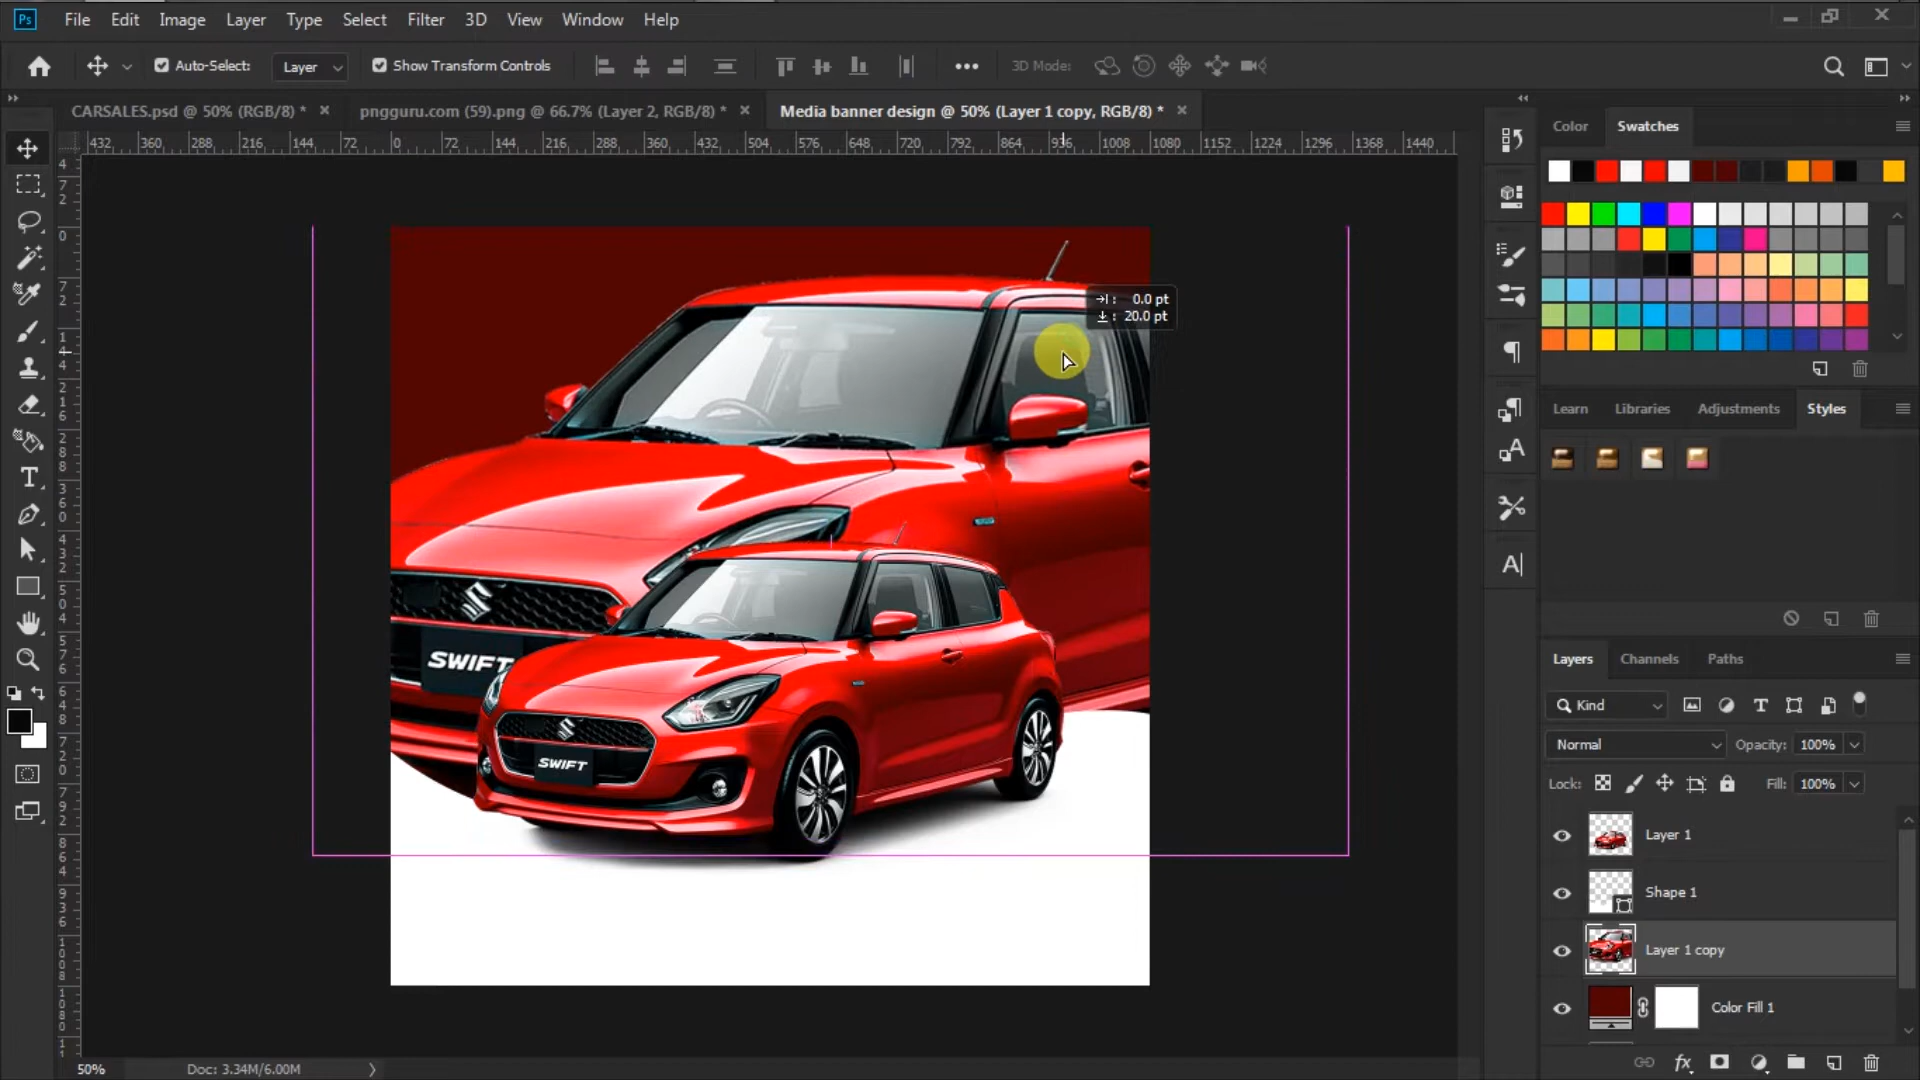 Ps File Edit Image Layer Type Select Filter 3D View Window Help
Auto-Select: Layer Show Transform Controls 3D Mode:
CARSALES.psd @ 50% (RGB/8) * × pngguru.com (59).png @ 66.7% (Layer 2, RGB/8) * × Media banner design @ 50% (Layer 1 copy, RGB/8) * ×
432 360 288 216 144 72 0 72 144 216 288 360 432 504 576 648 720 792 864 936 1008 1080 1152 1224 1296 1368 1440
Color Swatches
: 0.0 pt
: 20.0 pt
Learn Libraries Adjustments Styles
SWIFT
SWIFT
Layers Channels Paths
Kind
Normal Opacity: 100%
Lock: Fill: 100%
Layer 1
Shape 1
Layer 1 copy
Color Fill 1
50% Doc: 3.34M/6.00M